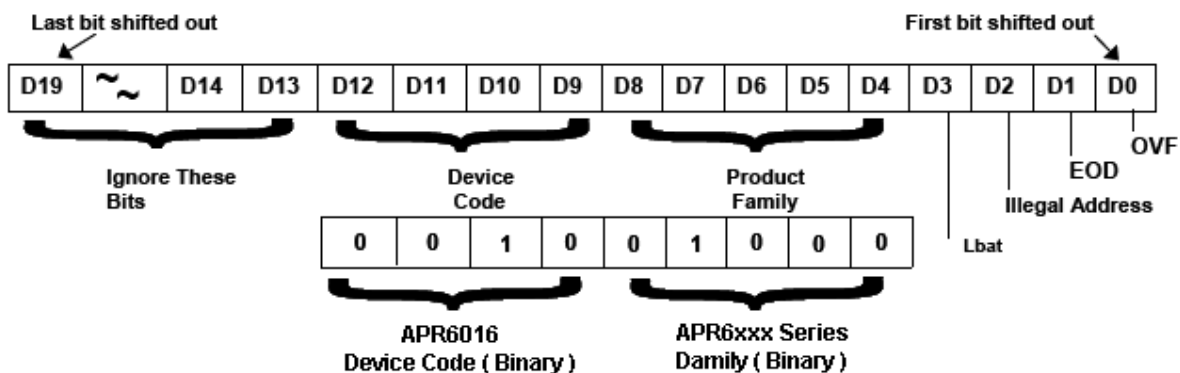 Last bit shifted out
First bit shifted out
D19 ~~ D14 D13 D12 D11 D10 D9 D8 D7 D6 D5 D4 D3 D2 D1 D0
OVF
EOD
Ignore These
Bits
Device
Code
Product
Family
Illegal Address
Lbat
0 0 1 0 0 1 0 0 0
APR6016
Device Code ( Binary )
APR6xxx Series
Damily ( Binary )